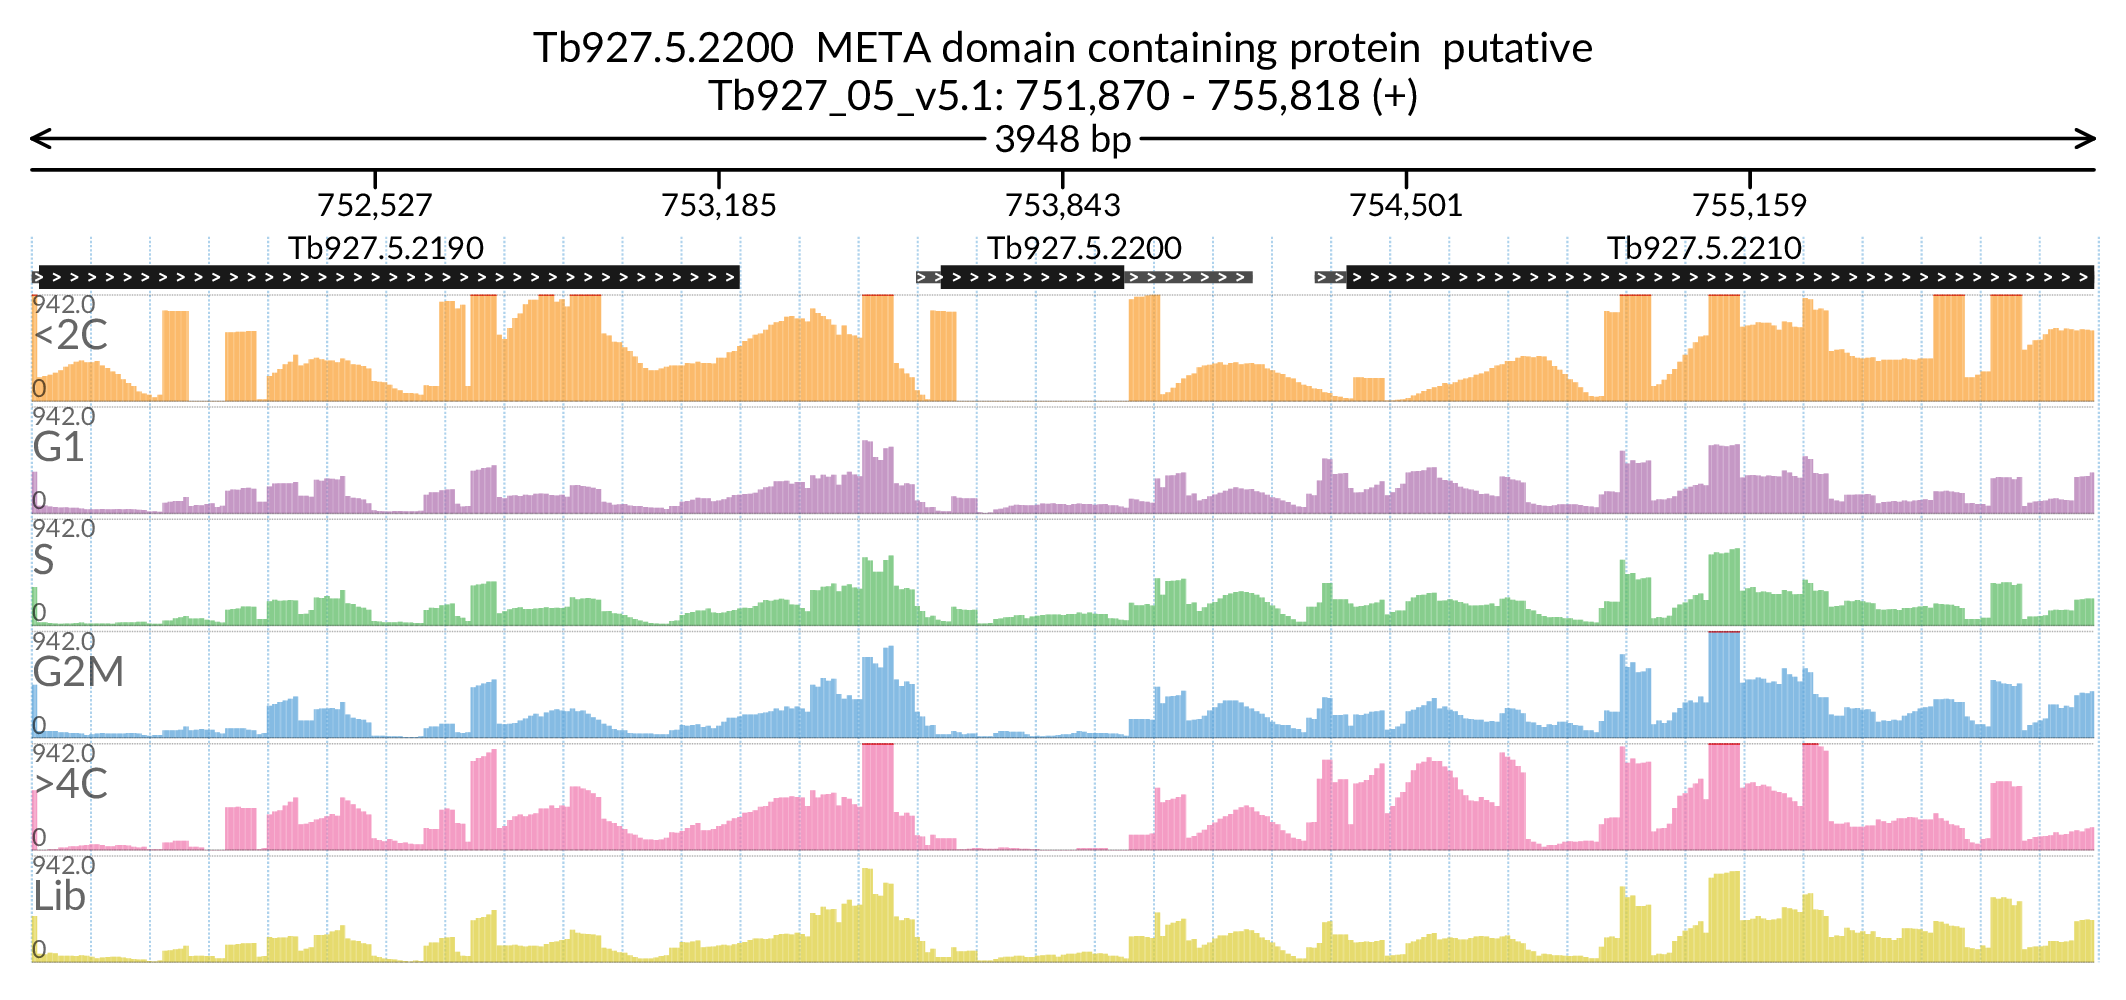 Tb927.5.2200  META domain containing protein  putative
Tb927_05_v5.1: 751,870 - 755,818 (+)
3948 bp
752,527 753,185 753,843 754,501 755,159
Tb927.5.2190 Tb927.5.2200 Tb927.5.2210
942.0
<2C
0
942.0
G1
0
942.0
S
0
942.0
G2M
0
942.0
>4C
0
942.0
Lib
0